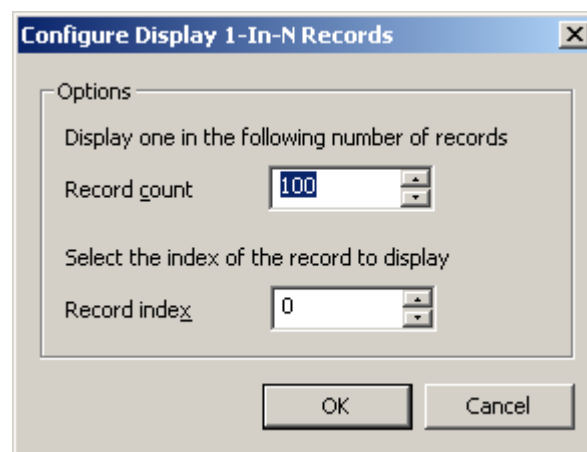 Configure Display 1-In-N Records
Options
Display one in the following number of records
Record count
100
Select the index of the record to display
Record index
0
OK
Cancel